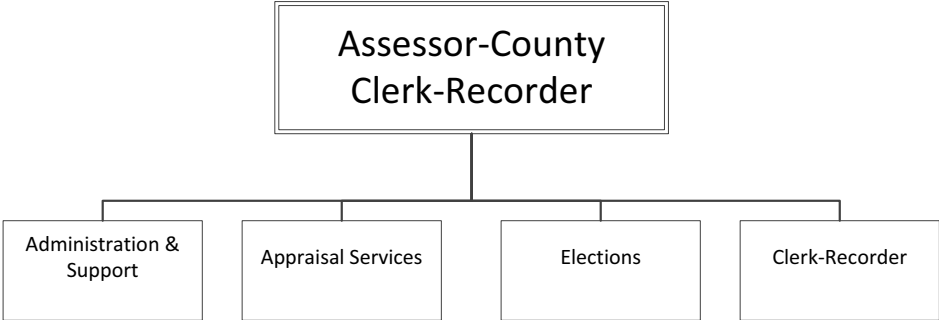 Assessor-County
Clerk-Recorder
Administration &
Support
Appraisal Services
Elections
Clerk-Recorder